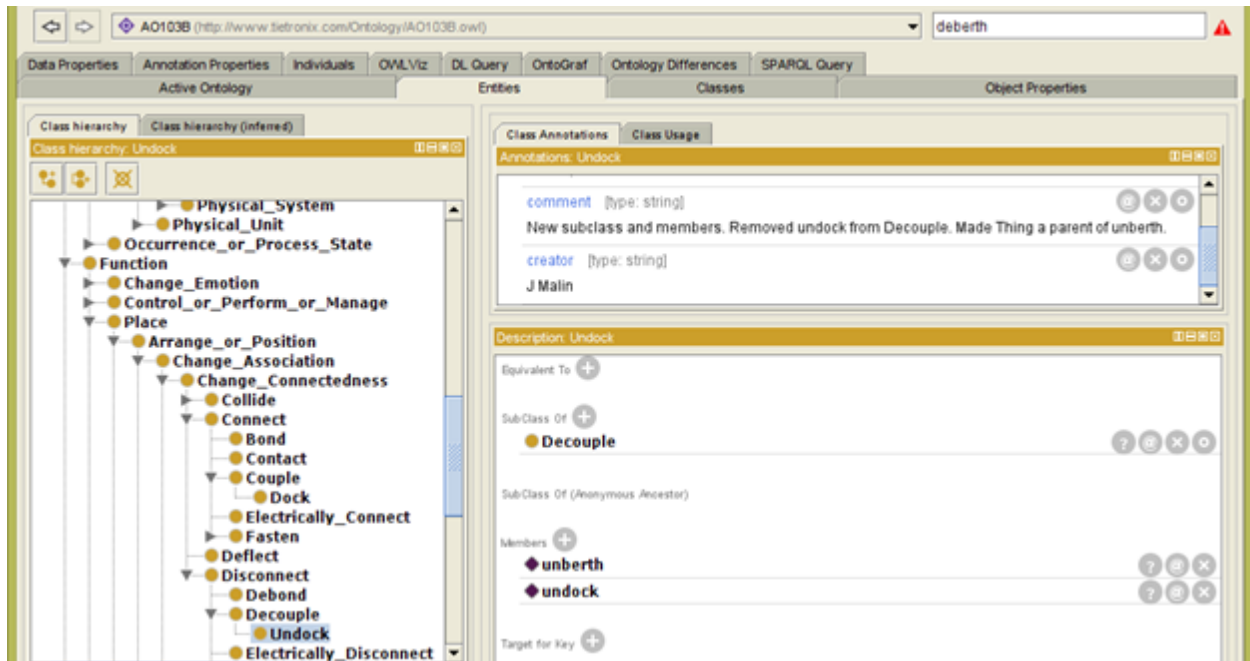 AO103B (http://www.tietronix.com/Ontology/AO103B.owl)
deberth
Data Properties
Annotation Properties
Individuals
OWLViz
DL Query
OntoGraf
Ontology Differences
SPARQL Query
Active Ontology
Entities
Classes
Object Properties
Class hierarchy
Class hierarchy (inferred)
Class hierarchy: Undock
Physical_System
Physical_Unit
Occurrence_or_Process_State
Function
Change_Emotion
Control_or_Perform_or_Manage
Place
Arrange_or_Position
Change_Association
Change_Connectedness
Collide
Connect
Bond
Contact
Couple
Dock
Electrically_Connect
Fasten
Deflect
Disconnect
Debond
Decouple
Undock
Electrically_Disconnect
Class Annotations
Class Usage
Annotations: Undock
comment [type: string]
New subclass and members. Removed undock from Decouple. Made Thing a parent of unberth.
creator [type: string]
J Malin
Description: Undock
Equivalent To
SubClass Of
Decouple
SubClass Of (Anonymous Ancestor)
Members
unberth
undock
Target for Key